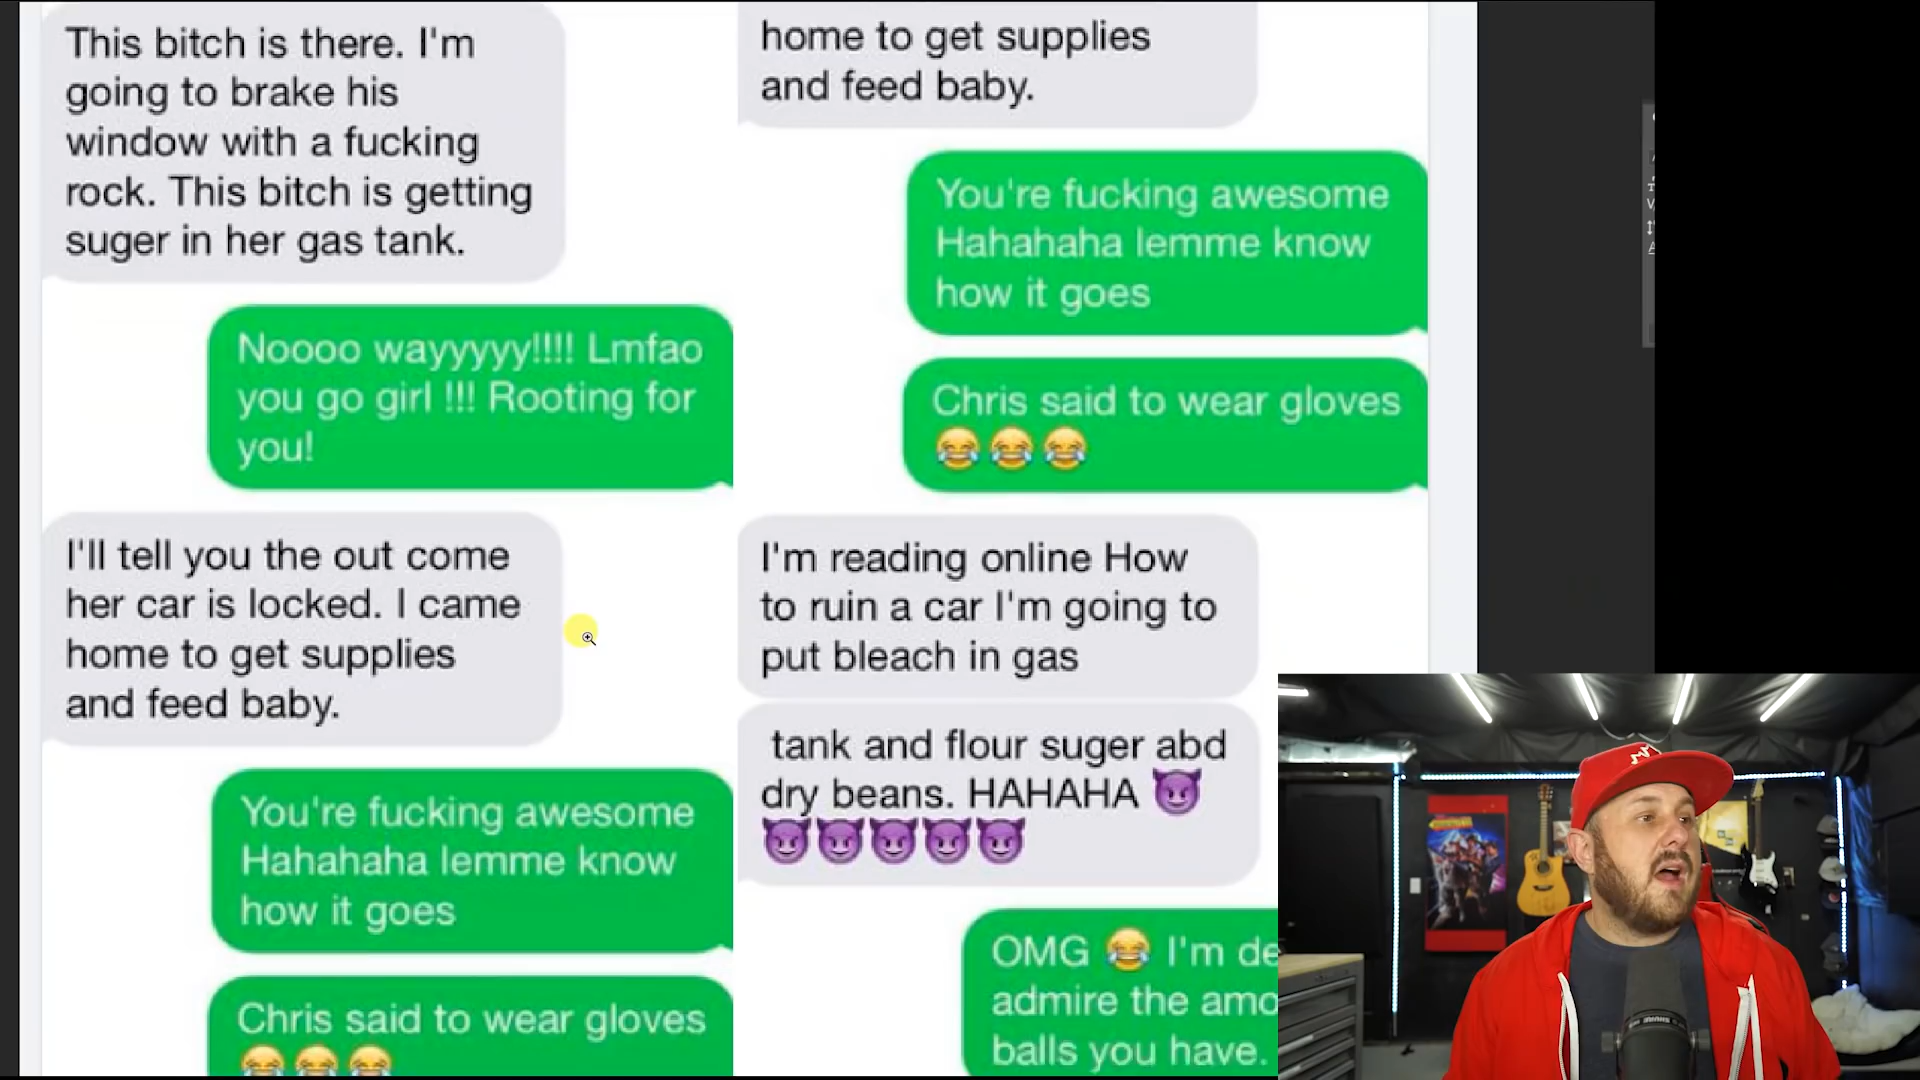 This bitch is there. I'm
going to brake his
window with a fucking
rock. This bitch is getting
suger in her gas tank.
Noooo wayyyyy!!!! Lmfao
you go girl !!! Rooting for
you!
I'll tell you the out come
her car is locked. I came
home to get supplies
and feed baby.
You're fucking awesome
Hahahaha lemme know
how it goes
Chris said to wear gloves
😂😂😂
home to get supplies
and feed baby.
You're fucking awesome
Hahahaha lemme know
how it goes
Chris said to wear gloves
😂😂😂
I'm reading online How
to ruin a car I'm going to
put bleach in gas
tank and flour suger abd
dry beans. HAHAHA 😈
😈😈😈😈😈
OMG 😂 I'm de
admire the amo
balls you have.